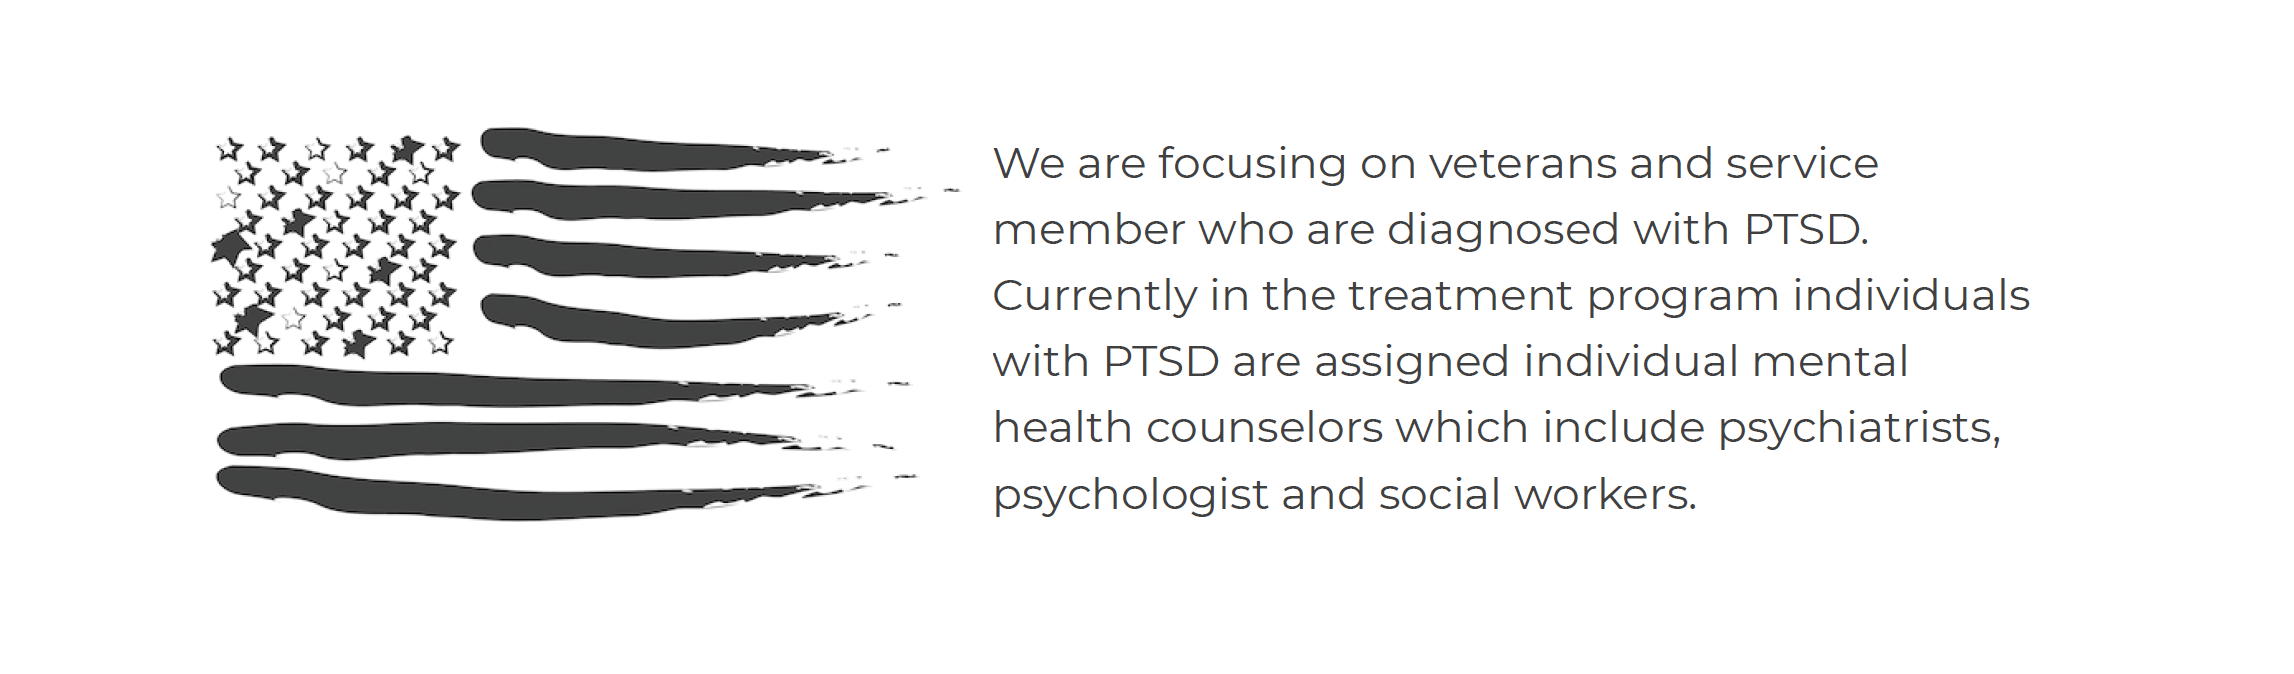 We are focusing on veterans and service
member who are diagnosed with PTSD.
Currently in the treatment program individuals
with PTSD are assigned individual mental
health counselors which include psychiatrists,
psychologist and social workers.